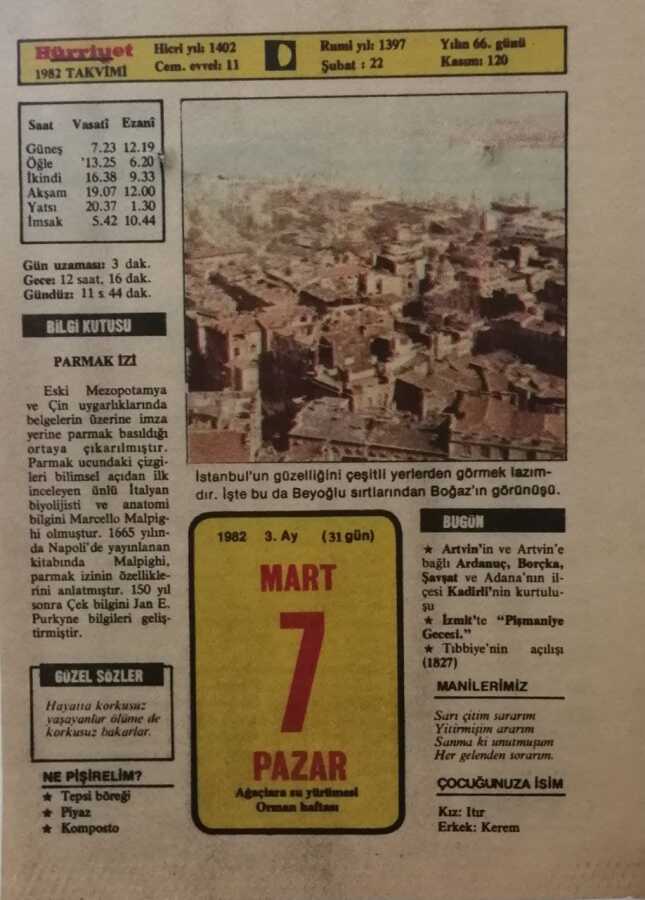 Hürriyet
1982 TAKVİMİ
Hicri yıl: 1402
Cem. evvel: 11
Rumi yıl: 1397
Şubat : 22
Yılın 66. günü
Kasım: 120
Saat Vasatî Ezanî
Güneş 7.23 12.19
Öğle 13.25 6.20
İkindi 16.38 9.33
Akşam 19.07 12.00
Yatsı 20.37 1.30
İmsak 5.42 10.44
Gün uzaması: 3 dak.
Gece: 12 saat, 16 dak.
Gündüz: 11 s. 44 dak.
BİLGİ KUTUSU
PARMAK İZİ
Eski Mezopotamya
ve Çin uygarlıklarında
belgelerin üzerine imza
yerine parmak basıldığı
ortaya çıkarılmıştır.
Parmak ucundaki çizgi-
leri bilimsel açıdan ilk
inceleyen ünlü İtalyan
biyolijisti ve anatomi
bilgini Marcello Malpig-
hi olmuştur. 1665 yılın-
da Napoli'de yayınlanan
kitabında Malpighi,
parmak izinin özellikle-
rini anlatmıştır. 150 yıl
sonra Çek bilgini Jan E.
Purkyne bilgileri geliş-
tirmiştir.
GÜZEL SÖZLER
Hayatta korkusuz
yaşayanlar ölüme de
korkusuz bakarlar.
NE PİŞİRELİM?
★ Tepsi böreği
★ Piyaz
★ Komposto
İstanbul'un güzelliğini çeşitli yerlerden görmek lazım-
dır. İşte bu da Beyoğlu sırtlarından Boğaz'ın görünüşü.
1982 3. Ay (31 gün)
MART
7
PAZAR
Ağaçlara su yürümesi
Orman haftası
BUGÜN
★ Artvin'in ve Artvin'e
bağlı Ardanuç, Borçka,
Şavşat ve Adana'nın il-
çesi Kadirli'nin kurtulu-
şu
★ İzmit'te "Pişmaniye
Gecesi."
★ Tıbbiye'nin açılışı
(1827)
MANİLERİMİZ
Sarı çitim sararım
Yitirmişim ararım
Sanma ki unutmuşum
Her gelenden sorarım.
ÇOCUĞUNUZA İSİM
Kız: Itır
Erkek: Kerem